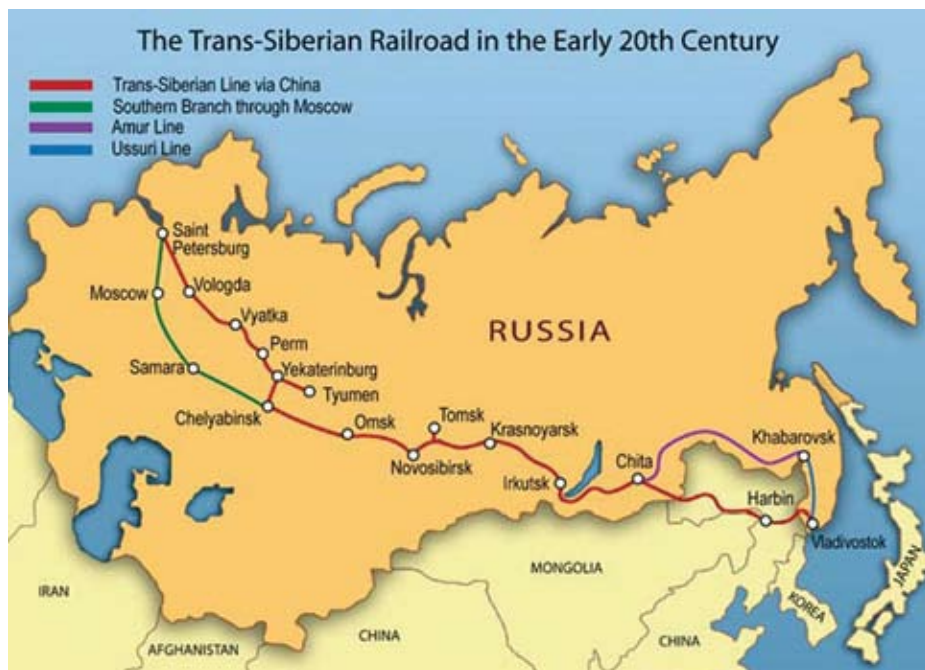 The Trans-Siberian Railroad in the Early 20th Century
Trans-Siberian Line via China
Southern Branch through Moscow
Amur Line
Ussuri Line
Saint
Petersburg
Moscow
Vologda
Vyatka
RUSSIA
Perm
Samara
Yekaterinburg
Tyumen
Chelyabinsk
Omsk
Tomsk
Krasnoyarsk
Khabarovsk
Novosibirsk
Irkutsk
Chita
Harbin
Vladivostok
MONGOLIA
JAPAN
IRAN
KOREA
AFGHANISTAN
CHINA
CHINA